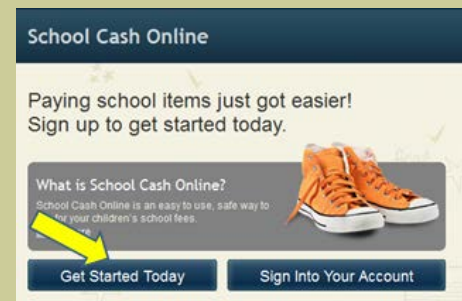 School Cash Online
Paying school items just got easier!
Sign up to get started today.
What is School Cash Online?
School Cash Online is an easy to use, safe way to
for your children's school fees.
Get Started Today
Sign Into Your Account